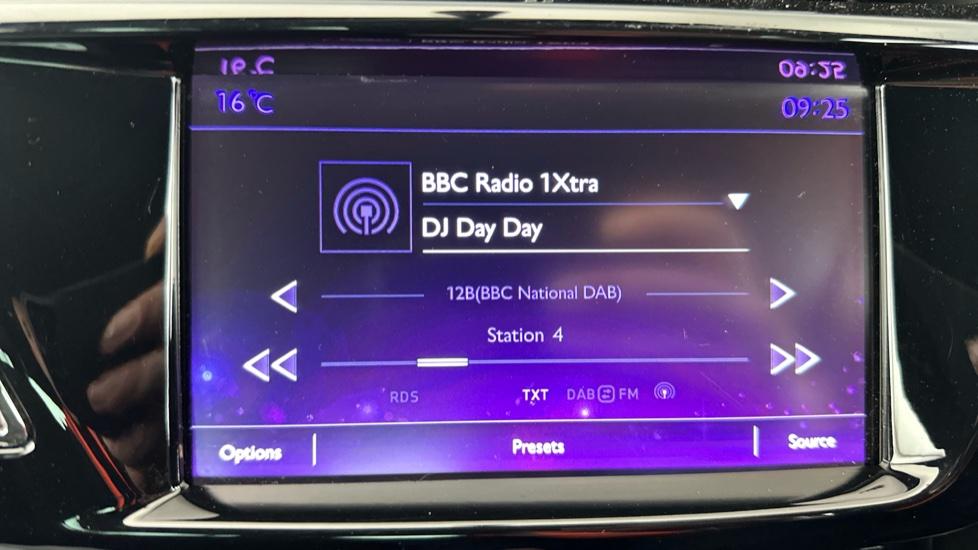 16°C 09:25
BBC Radio 1Xtra
DJ Day Day
12B(BBC National DAB)
Station 4
RDS TXT DAB FM
Options Presets Source